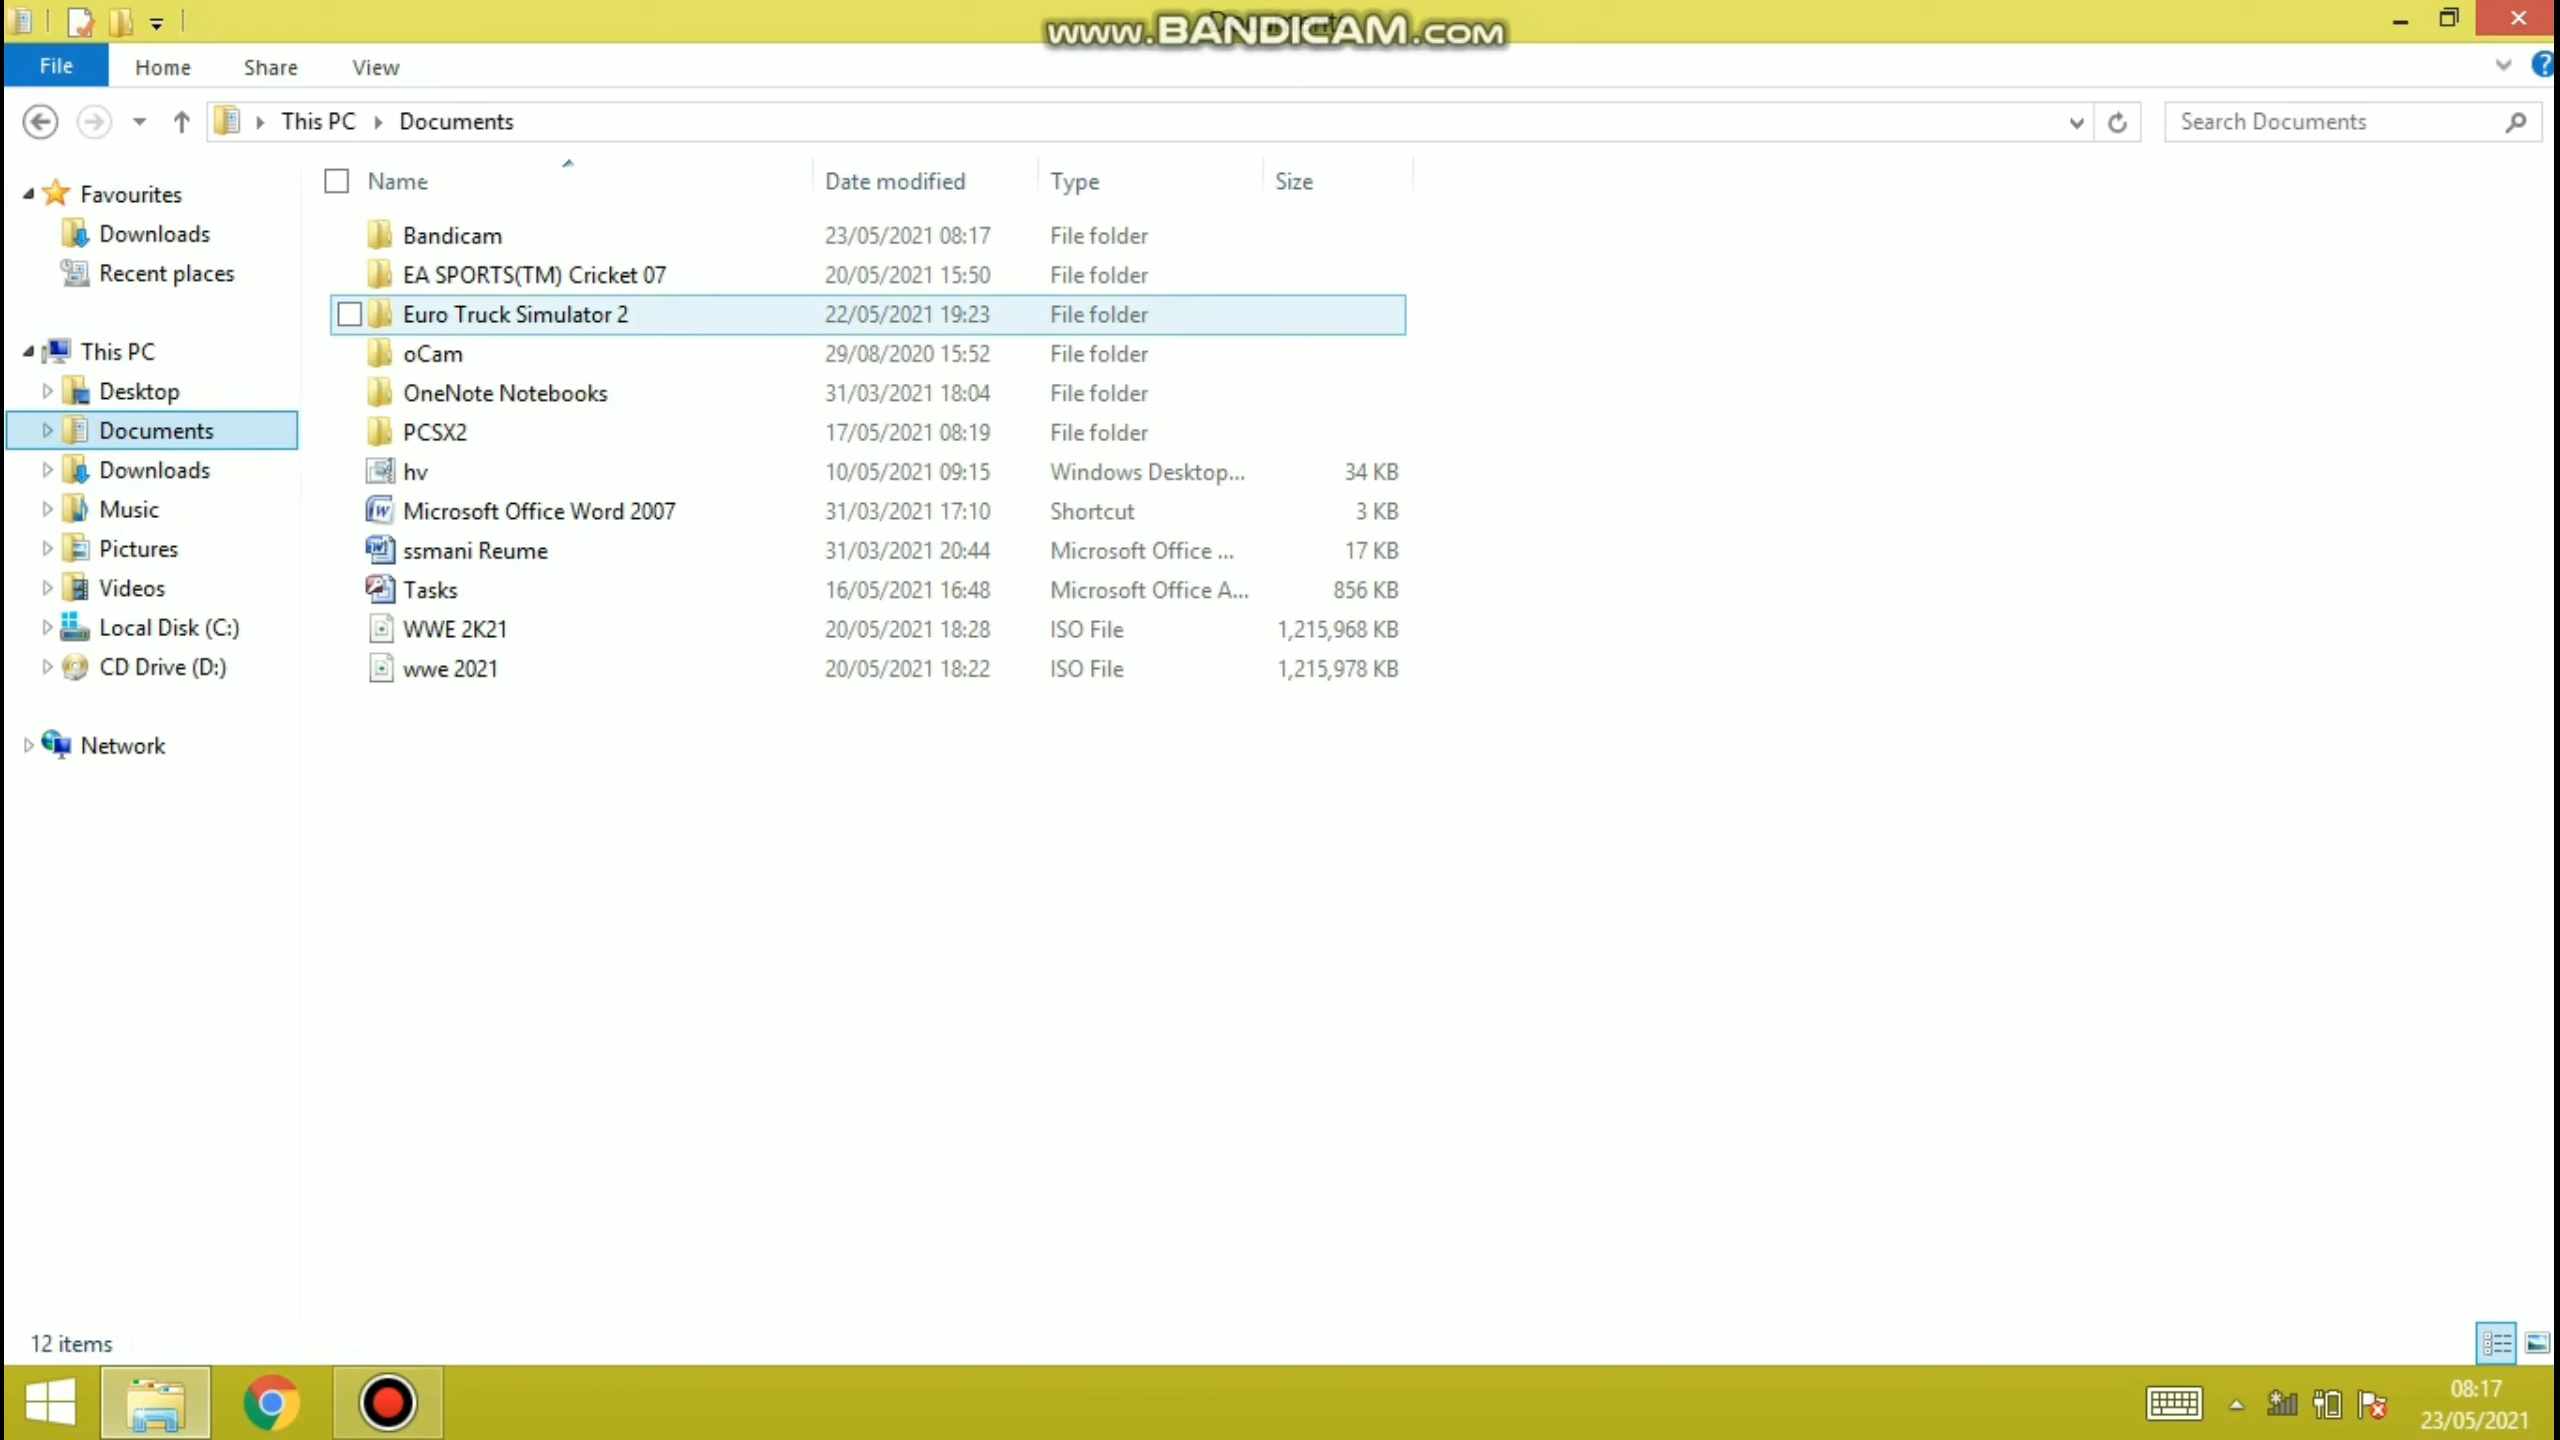 www.BANDICAM.com
File Home Share View
This PC Documents
Search Documents
Name Date modified Type Size
Favourites
Downloads
Recent places
This PC
Desktop
Documents
Downloads
Music
Pictures
Videos
Local Disk (C:)
CD Drive (D:)
Network
Bandicam 23/05/2021 08:17 File folder
EA SPORTS(TM) Cricket 07 20/05/2021 15:50 File folder
Euro Truck Simulator 2 22/05/2021 19:23 File folder
oCam 29/08/2020 15:52 File folder
OneNote Notebooks 31/03/2021 18:04 File folder
PCSX2 17/05/2021 08:19 File folder
hv 10/05/2021 09:15 Windows Desktop... 34 KB
Microsoft Office Word 2007 31/03/2021 17:10 Shortcut 3 KB
ssmani Reume 31/03/2021 20:44 Microsoft Office ... 17 KB
Tasks 16/05/2021 16:48 Microsoft Office A... 856 KB
WWE 2K21 20/05/2021 18:28 ISO File 1,215,968 KB
wwe 2021 20/05/2021 18:22 ISO File 1,215,978 KB
12 items
08:17
23/05/2021